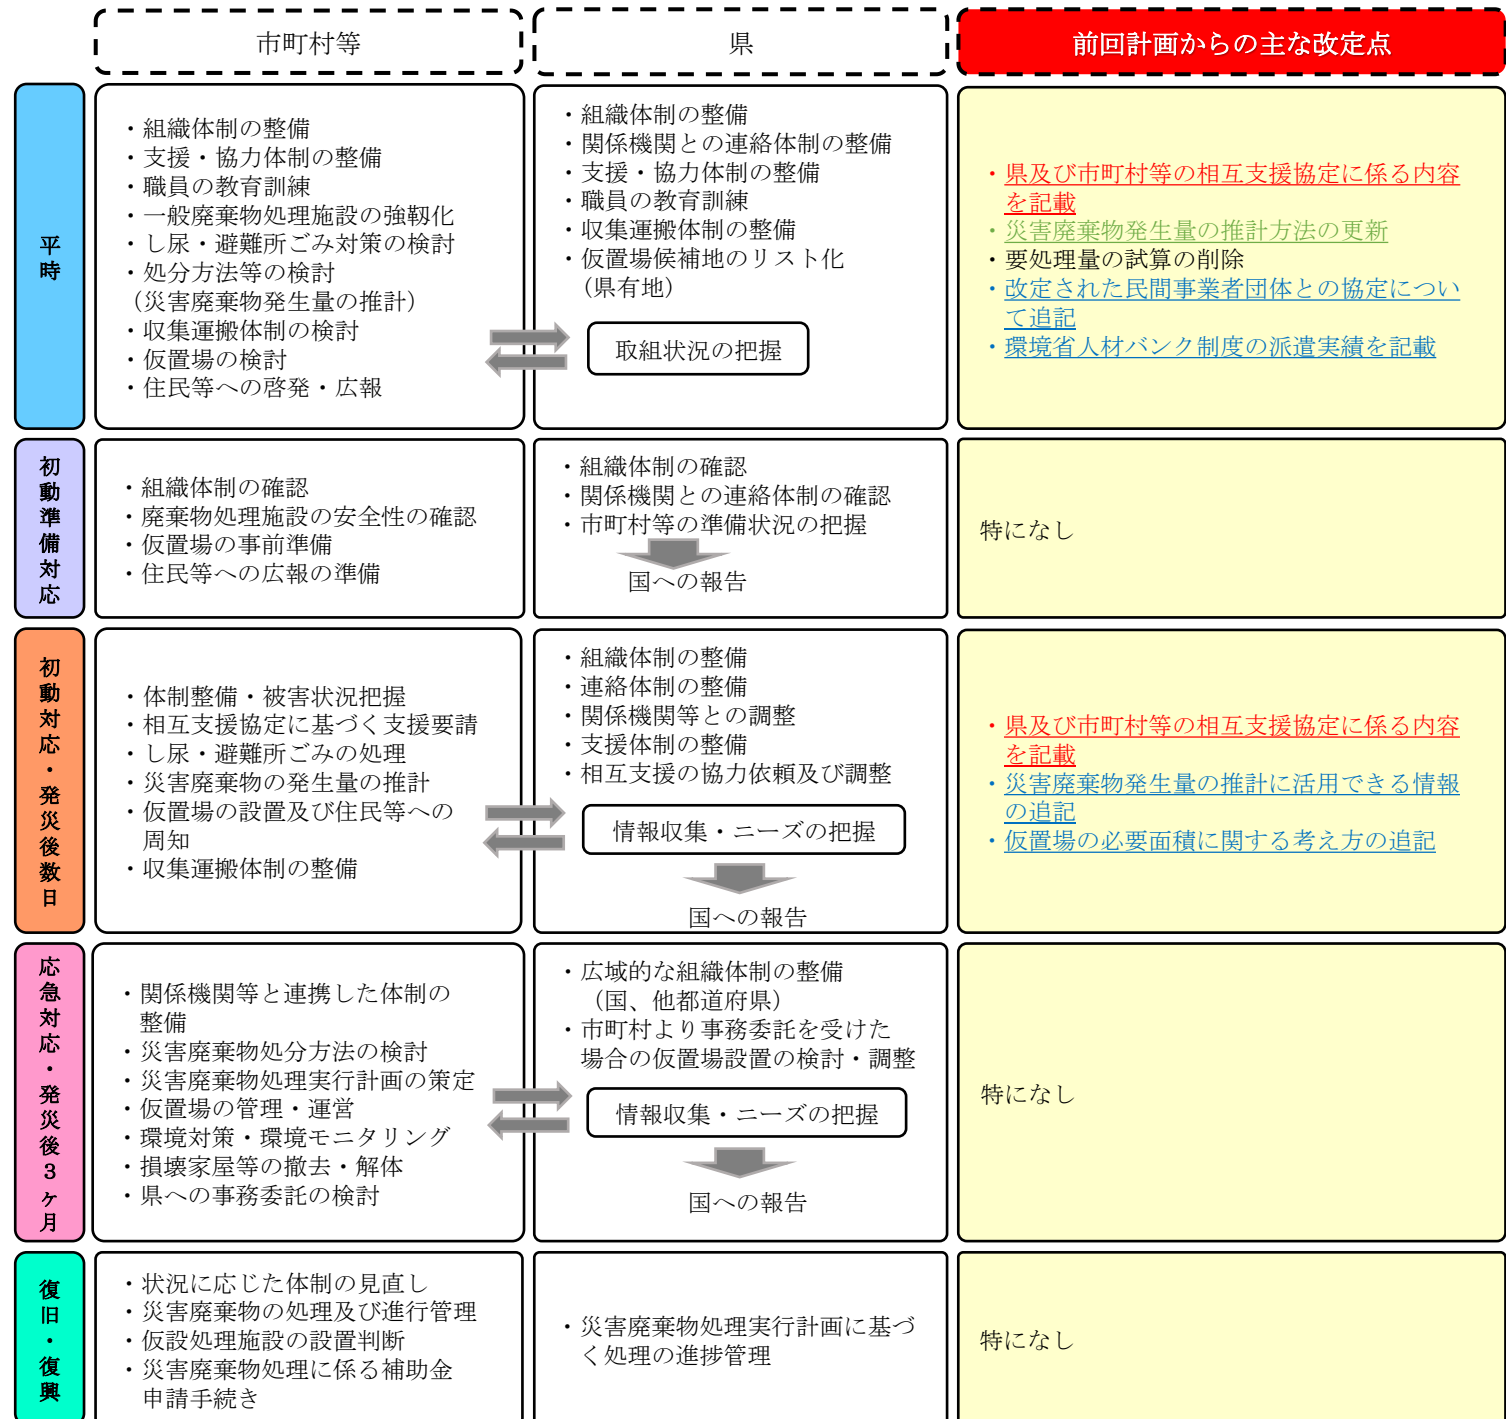 市町村等
県
前回計画からの主な改定点
平時
・組織体制の整備
・支援・協力体制の整備
・職員の教育訓練
・一般廃棄物処理施設の強靱化
・し尿・避難所ごみ対策の検討
・処分方法等の検討
（災害廃棄物発生量の推計）
・収集運搬体制の検討
・仮置場の検討
・住民等への啓発・広報
・組織体制の整備
・関係機関との連絡体制の整備
・支援・協力体制の整備
・職員の教育訓練
・収集運搬体制の整備
・仮置場候補地のリスト化
（県有地）
取組状況の把握
・県及び市町村等の相互支援協定に係る内容
を記載
・災害廃棄物発生量の推計方法の更新
・要処理量の試算の削除
・改定された民間事業者団体との協定につい
て追記
・環境省人材バンク制度の派遣実績を記載
初動準備対応
・組織体制の確認
・廃棄物処理施設の安全性の確認
・仮置場の事前準備
・住民等への広報の準備
・組織体制の確認
・関係機関との連絡体制の確認
・市町村等の準備状況の把握
国への報告
特になし
初動対応・発災後数日
・体制整備・被害状況把握
・相互支援協定に基づく支援要請
・し尿・避難所ごみの処理
・災害廃棄物の発生量の推計
・仮置場の設置及び住民等への
周知
・収集運搬体制の整備
・組織体制の整備
・連絡体制の整備
・関係機関等との調整
・支援体制の整備
・相互支援の協力依頼及び調整
情報収集・ニーズの把握
国への報告
・県及び市町村等の相互支援協定に係る内容
を記載
・災害廃棄物発生量の推計に活用できる情報
の追記
・仮置場の必要面積に関する考え方の追記
応急対応・発災後３ヶ月
・関係機関等と連携した体制の
整備
・災害廃棄物処分方法の検討
・災害廃棄物処理実行計画の策定
・仮置場の管理・運営
・環境対策・環境モニタリング
・損壊家屋等の撤去・解体
・県への事務委託の検討
・広域的な組織体制の整備
（国、他都道府県）
・市町村より事務委託を受けた
場合の仮置場設置の検討・調整
情報収集・ニーズの把握
国への報告
特になし
復旧・復興
・状況に応じた体制の見直し
・災害廃棄物の処理及び進行管理
・仮設処理施設の設置判断
・災害廃棄物処理に係る補助金
申請手続き
・災害廃棄物処理実行計画に基づ
く処理の進捗管理
特になし